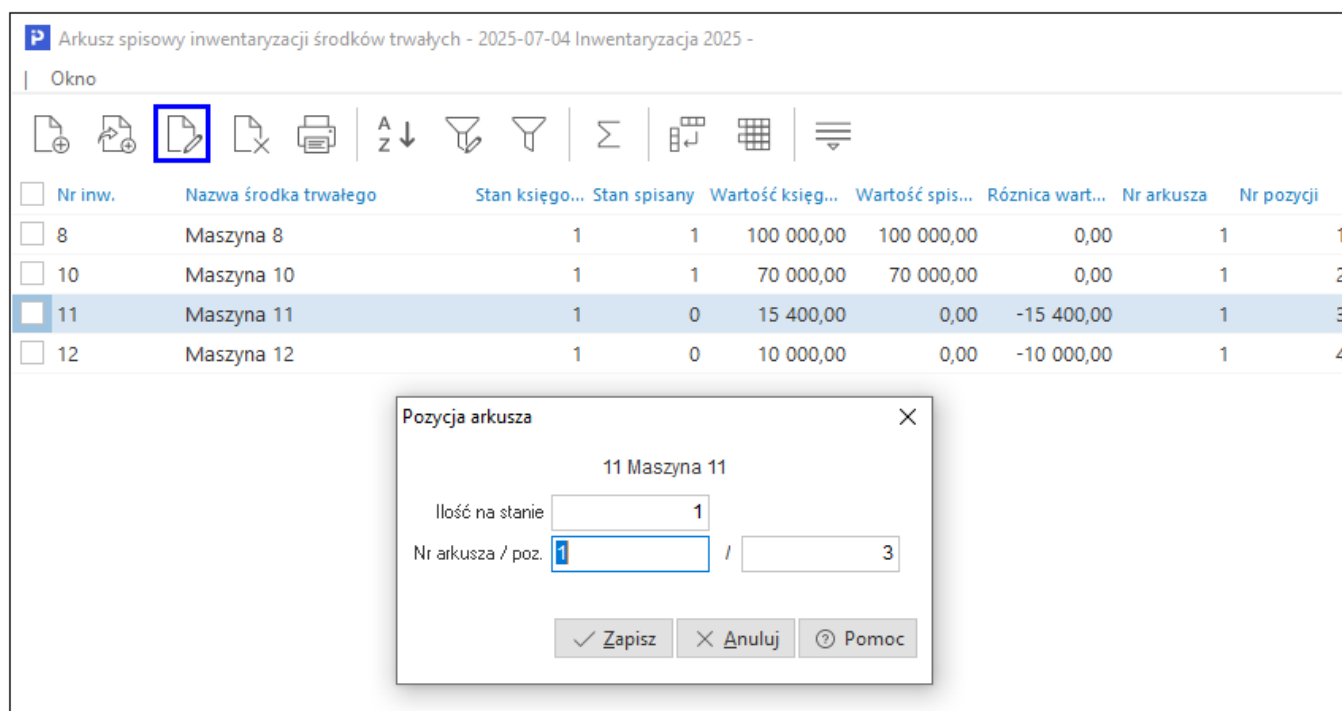 Arkusz spisowy inwentaryzacji środków trwałych - 2025-07-04 Inwentaryzacja 2025 -
| Okno
Nr inw. Nazwa środka trwałego Stan księgo... Stan spisany Wartość księg... Wartość spis... Róznica wart... Nr arkusza Nr pozycji
8 Maszyna 8 1 1 100 000,00 100 000,00 0,00 1 1
10 Maszyna 10 1 1 70 000,00 70 000,00 0,00 1 2
11 Maszyna 11 1 0 15 400,00 0,00 -15 400,00 1 3
12 Maszyna 12 1 0 10 000,00 0,00 -10 000,00 1 4
Pozycja arkusza
11 Maszyna 11
Ilość na stanie 1
Nr arkusza / poz. 1 / 3
Zapisz Anuluj Pomoc